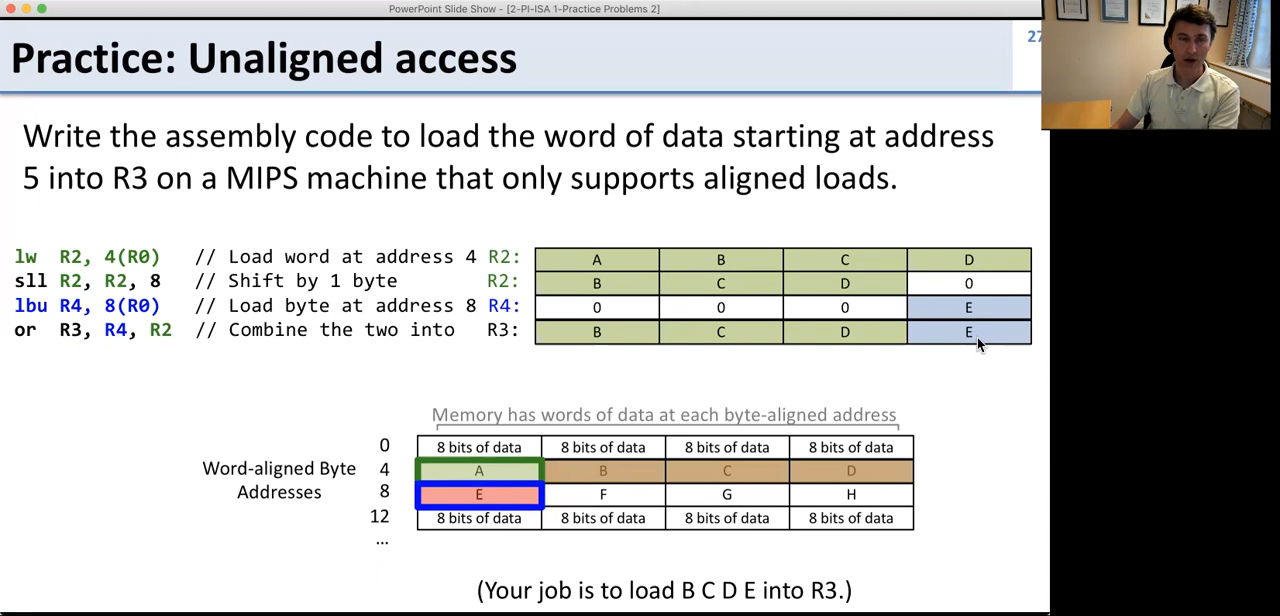 PowerPoint Slide Show - [2-PI-ISA 1-Practice Problems 2]
27
Practice: Unaligned access
Write the assembly code to load the word of data starting at address
5 into R3 on a MIPS machine that only supports aligned loads.
lw R2, 4(R0) // Load word at address 4 R2: A B C D
sll R2, R2, 8 // Shift by 1 byte R2: B C D 0
lbu R4, 8(R0) // Load byte at address 8 R4: 0 0 0 E
or R3, R4, R2 // Combine the two into R3: B C D E
Memory has words of data at each byte-aligned address
0 8 bits of data 8 bits of data 8 bits of data 8 bits of data
Word-aligned Byte
Addresses
4 A B C D
8 E F G H
12 8 bits of data 8 bits of data 8 bits of data 8 bits of data
...
(Your job is to load B C D E into R3.)